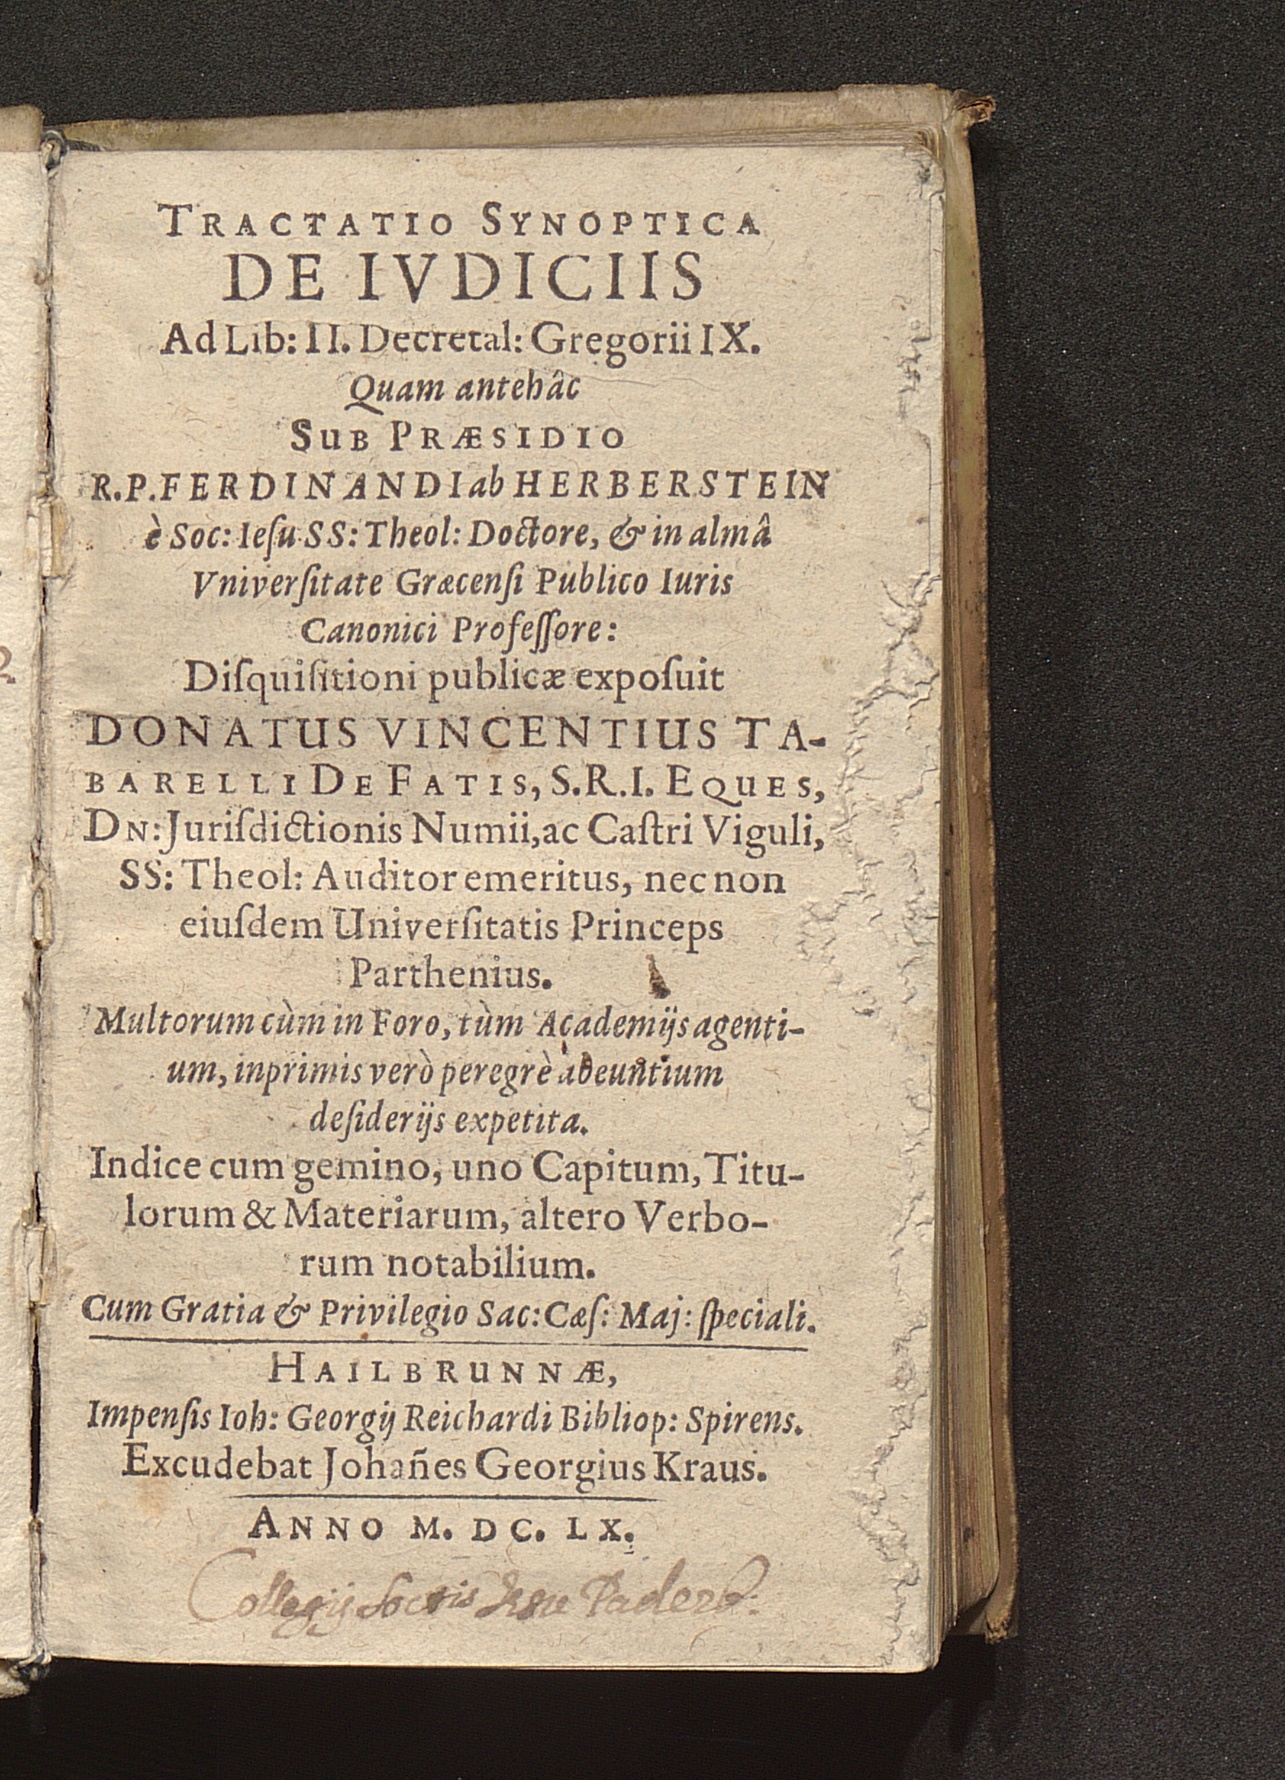 TRACTATIO SYNOPTICA
DE IVDICIIS
Ad Lib: II. Decretal: Gregorii IX.
Quam antehâc
SUB PRÆSIDIO
R.P. FERDINANDI ab HERBERSTEIN
è Soc: Ieſu SS: Theol: Doctore, & in almâ
Vniverſitate Græcenſi Publico Iuris
Canonici Profeſſore:
Diſquiſitioni publicæ expoſuit
DONATUS VINCENTIUS TA-
BARELLI DE FATIS, S.R.I. EQUES,
DN: Juriſdictionis Numii, ac Caſtri Viguli,
SS: Theol: Auditor emeritus, nec non
eiuſdem Univerſitatis Princeps
Parthenius.
Multorum cùm in Foro, tùm Academijs agenti-
um, inprimis verò peregrè abeuntium
deſiderijs expetita.
Indice cum gemino, uno Capitum, Titu-
lorum & Materiarum, altero Verbo-
rum notabilium.
Cum Gratia & Privilegio Sac: Cæſ: Maj: ſpeciali.
HAILBRUNNÆ,
Impenſis Ioh: Georgij Reichardi Bibliop: Spirens.
Excudebat Johañes Georgius Kraus.
ANNO M. DC. LX.
Collegij Soctis Jesu Paderb: